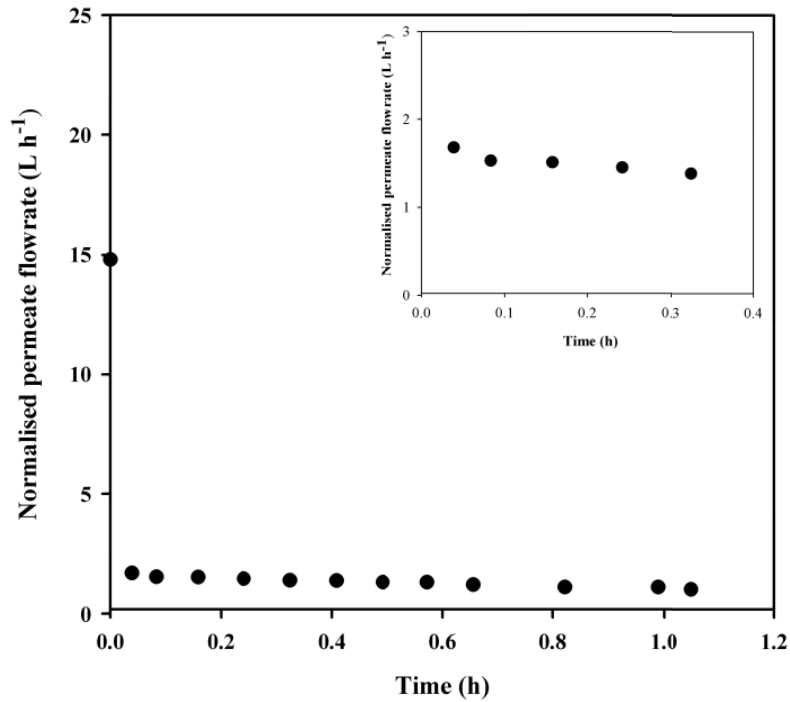 Normalised permeate flowrate (L h⁻¹)
25
20
15
10
5
0
0.0 0.2 0.4 0.6 0.8 1.0 1.2
Time (h)
Normalised permeate flowrate (L h⁻¹)
3
2
1
0
0.0 0.1 0.2 0.3 0.4
Time (h)